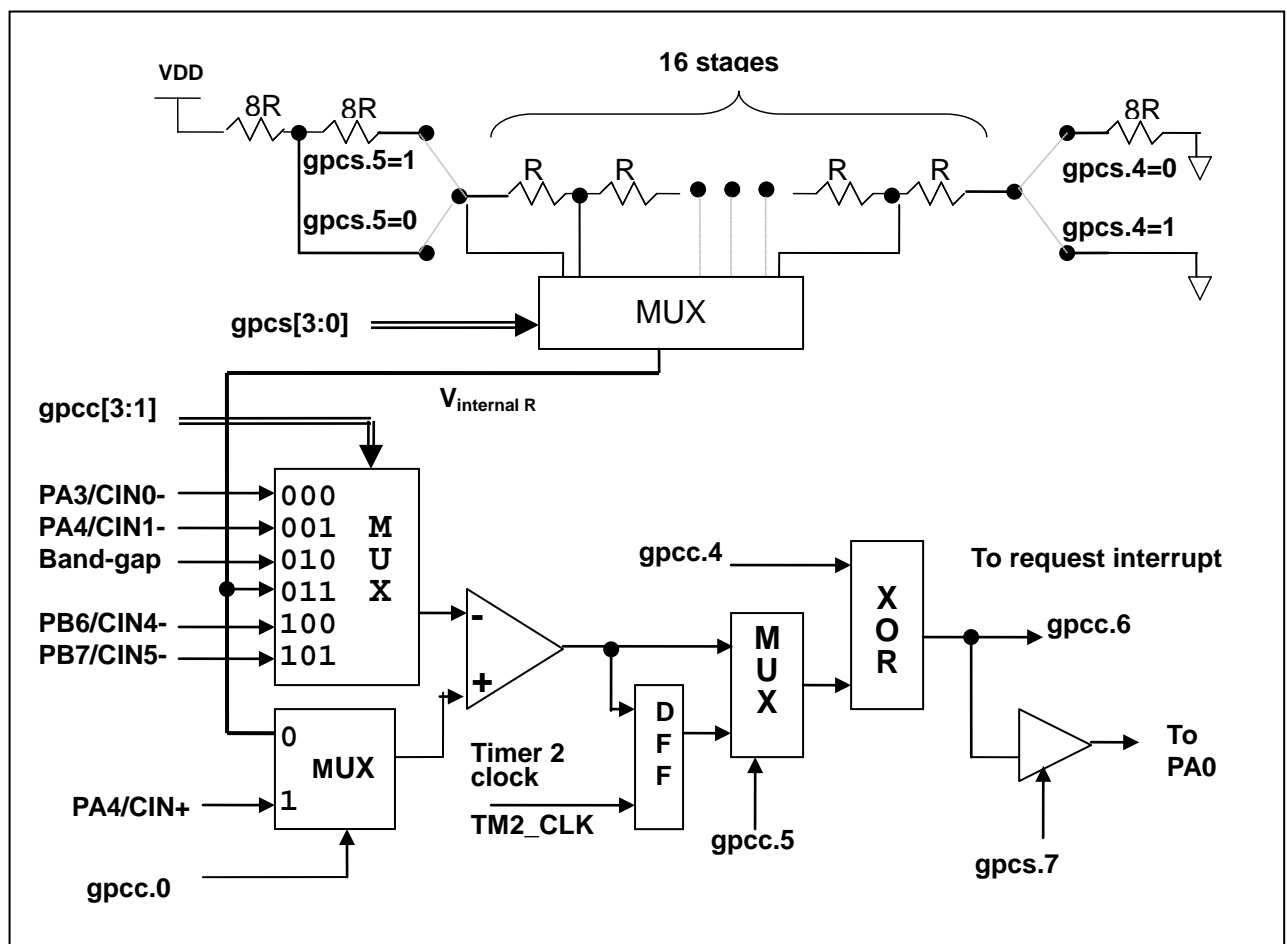 16 stages
VDD
8R
8R
8R
gpcs.5=1
R
R
R
R
gpcs.4=0
gpcs.5=0
gpcs.4=1
MUX
gpcs[3:0]
Vinternal R
gpcc[3:1]
PA3/CIN0-
000
PA4/CIN1-
001
Band-gap
010
011
PB6/CIN4-
100
PB7/CIN5-
101
M
U
X
-
+
gpcc.4
To request interrupt
X
O
R
gpcc.6
M
U
X
D
F
F
0
MUX
1
PA4/CIN+
Timer 2
clock
TM2_CLK
To
PA0
gpcc.5
gpcs.7
gpcc.0